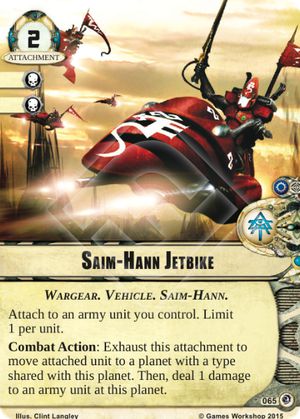 2
ATTACHMENT
SAIM-HANN JETBIKE
WARGEAR. VEHICLE. SAIM-HANN.
Attach to an army unit you control. Limit
1 per unit.
Combat Action: Exhaust this attachment to
move attached unit to a planet with a type
shared with this planet. Then, deal 1 damage
to an army unit at this planet.
065
Illus. Clint Langley
© Games Workshop 2015